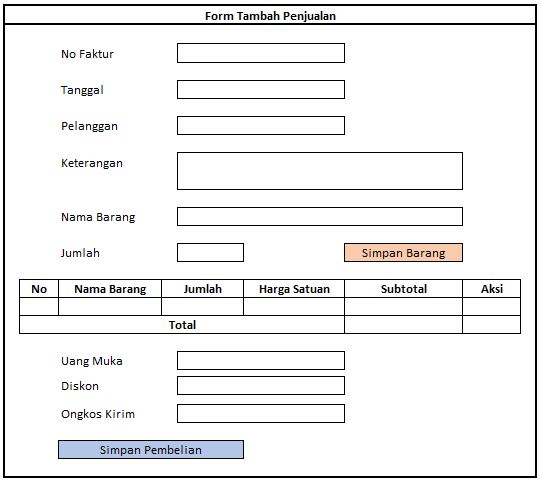 Form Tambah Penjualan
No Faktur
Tanggal
Pelanggan
Keterangan
Nama Barang
Jumlah Simpan Barang
No Nama Barang Jumlah Harga Satuan Subtotal Aksi
Total
Uang Muka
Diskon
Ongkos Kirim
Simpan Pembelian